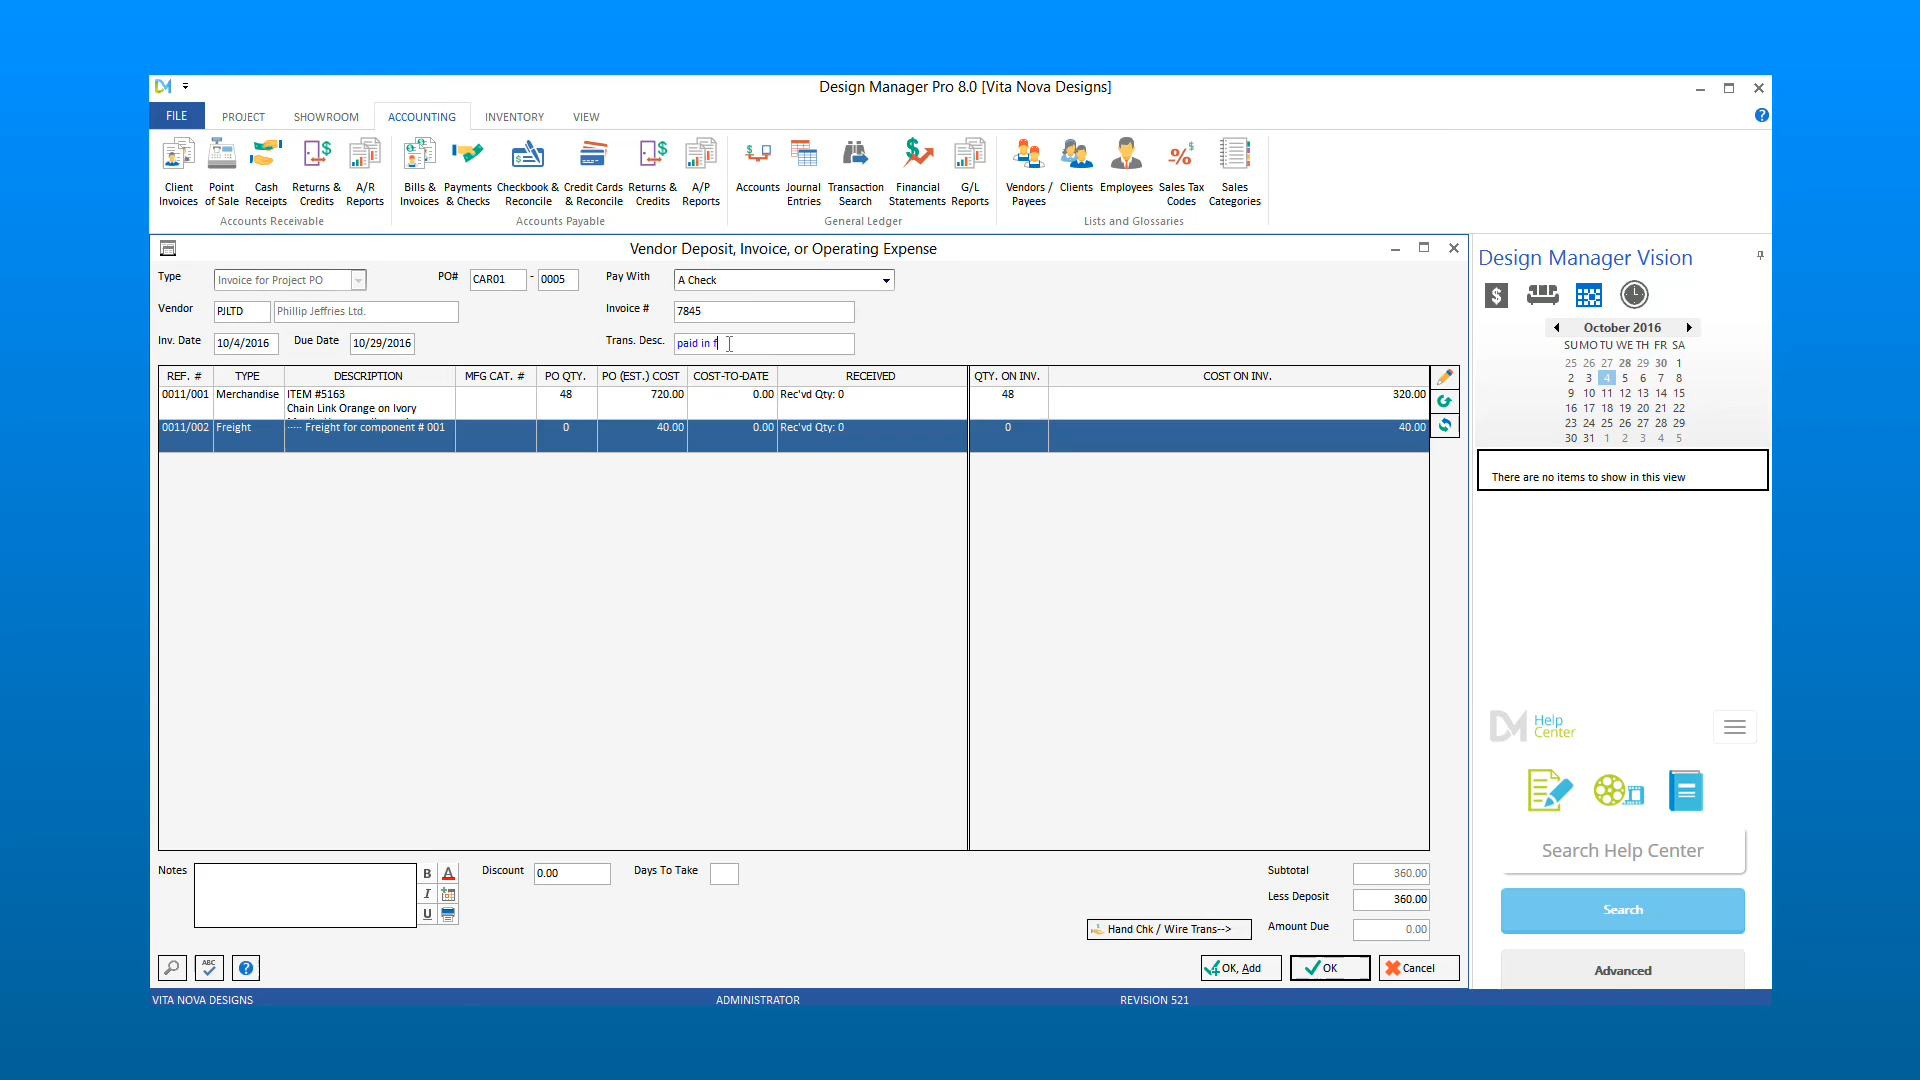 Design Manager Pro 8.0 [Vita Nova Designs]
FILE PROJECT SHOWROOM ACCOUNTING INVENTORY VIEW
Client Invoices
Point of Sale
Cash Receipts
Returns & Credits
A/R Reports
Accounts Receivable
Bills & Invoices
Payments & Checks
Checkbook & Reconcile
Credit Cards & Reconcile
Returns & Credits
A/P Reports
Accounts Payable
Accounts
Journal Entries
Transaction Search
Financial Statements
G/L Reports
General Ledger
Vendors / Payees
Clients
Employees
Sales Tax Codes
Sales Categories
Lists and Glossaries
Vendor Deposit, Invoice, or Operating Expense
Type Invoice for Project PO PO# CAR01 - 0005 Pay With A Check
Vendor PJLTD Phillip Jeffries Ltd. Invoice # 7845
Inv. Date 10/4/2016 Due Date 10/29/2016 Trans. Desc. paid in f
REF. # TYPE DESCRIPTION MFG CAT. # PO QTY. PO (EST.) COST COST-TO-DATE RECEIVED QTY. ON INV. COST ON INV.
0011/001 Merchandise ITEM #5163 48 720.00 0.00 Rec'vd Qty: 0 48 320.00
Chain Link Orange on Ivory
0011/002 Freight ----- Freight for component # 001 0 40.00 0.00 Rec'vd Qty: 0 0 40.00
Notes
B A
I
U
Discount 0.00 Days To Take
Subtotal 360.00
Less Deposit 360.00
Hand Chk / Wire Trans--> Amount Due 0.00
ABC
OK, Add OK Cancel
VITA NOVA DESIGNS ADMINISTRATOR REVISION 521
Design Manager Vision
October 2016
SU MO TU WE TH FR SA
25 26 27 28 29 30 1
2 3 4 5 6 7 8
9 10 11 12 13 14 15
16 17 18 19 20 21 22
23 24 25 26 27 28 29
30 31 1 2 3 4 5
There are no items to show in this view
DM Help Center
Search Help Center
Search
Advanced